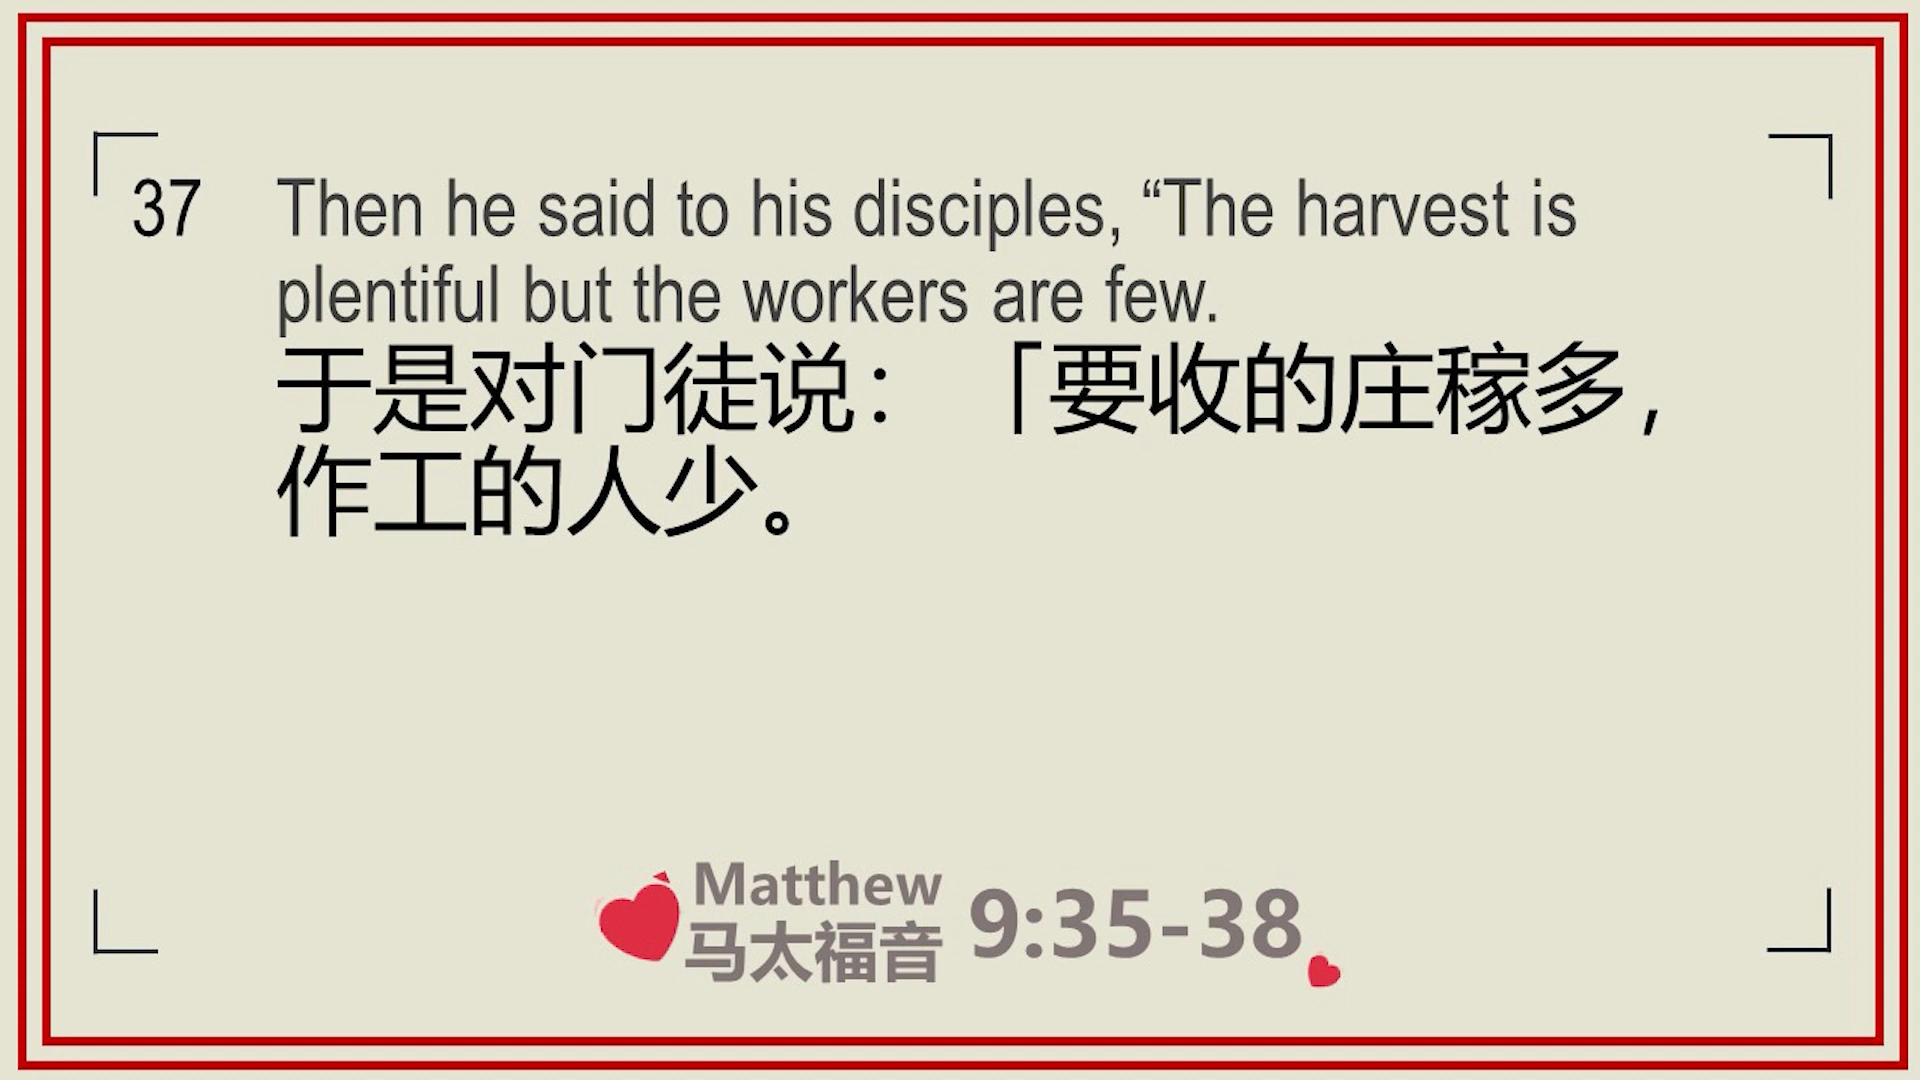 37 Then he said to his disciples, “The harvest is
plentiful but the workers are few.
于是对门徒说：「要收的庄稼多，
作工的人少。
Matthew
马太福音
9:35-38